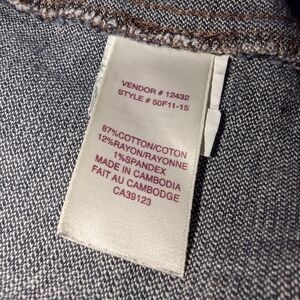 VENDOR # 12432
STYLE # 50F11-15
87%COTTON/COTON
12%RAYON/RAYONNE
1%SPANDEX
MADE IN CAMBODIA
FAIT AU CAMBODGE
CA39123